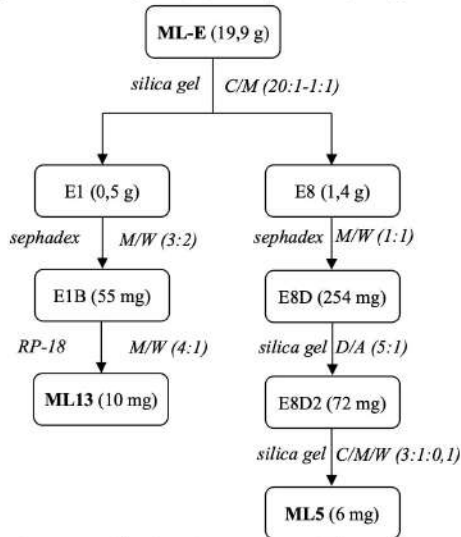 ML-E (19,9 g)
silica gel C/M (20:1-1:1)
E1 (0,5 g) E8 (1,4 g)
sephadex M/W (3:2) sephadex M/W (1:1)
E1B (55 mg) E8D (254 mg)
RP-18 M/W (4:1) silica gel D/A (5:1)
ML13 (10 mg) E8D2 (72 mg)
silica gel C/M/W (3:1:0,1)
ML5 (6 mg)